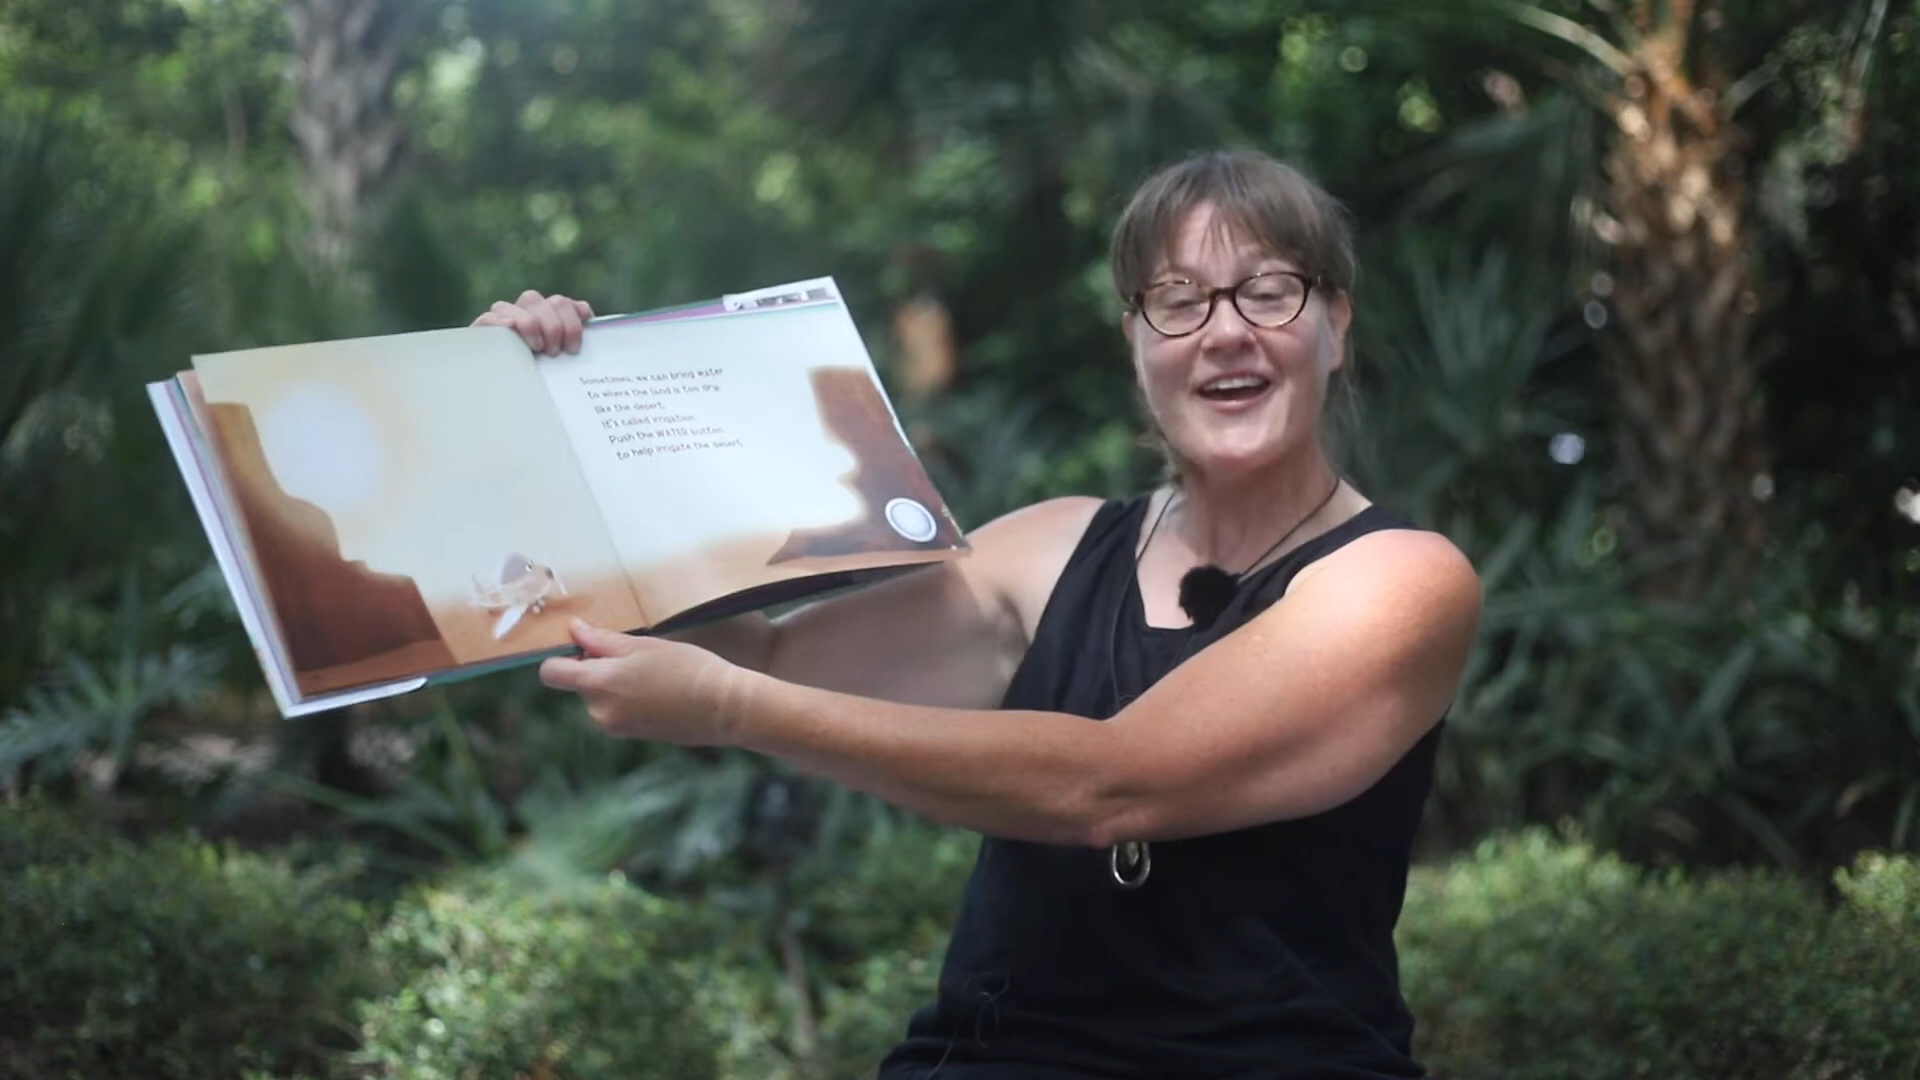 Sometimes, we can bring water
to where the land is too dry,
like the desert.
It's called irrigation.
Push the WATER button
to help irrigate the desert.